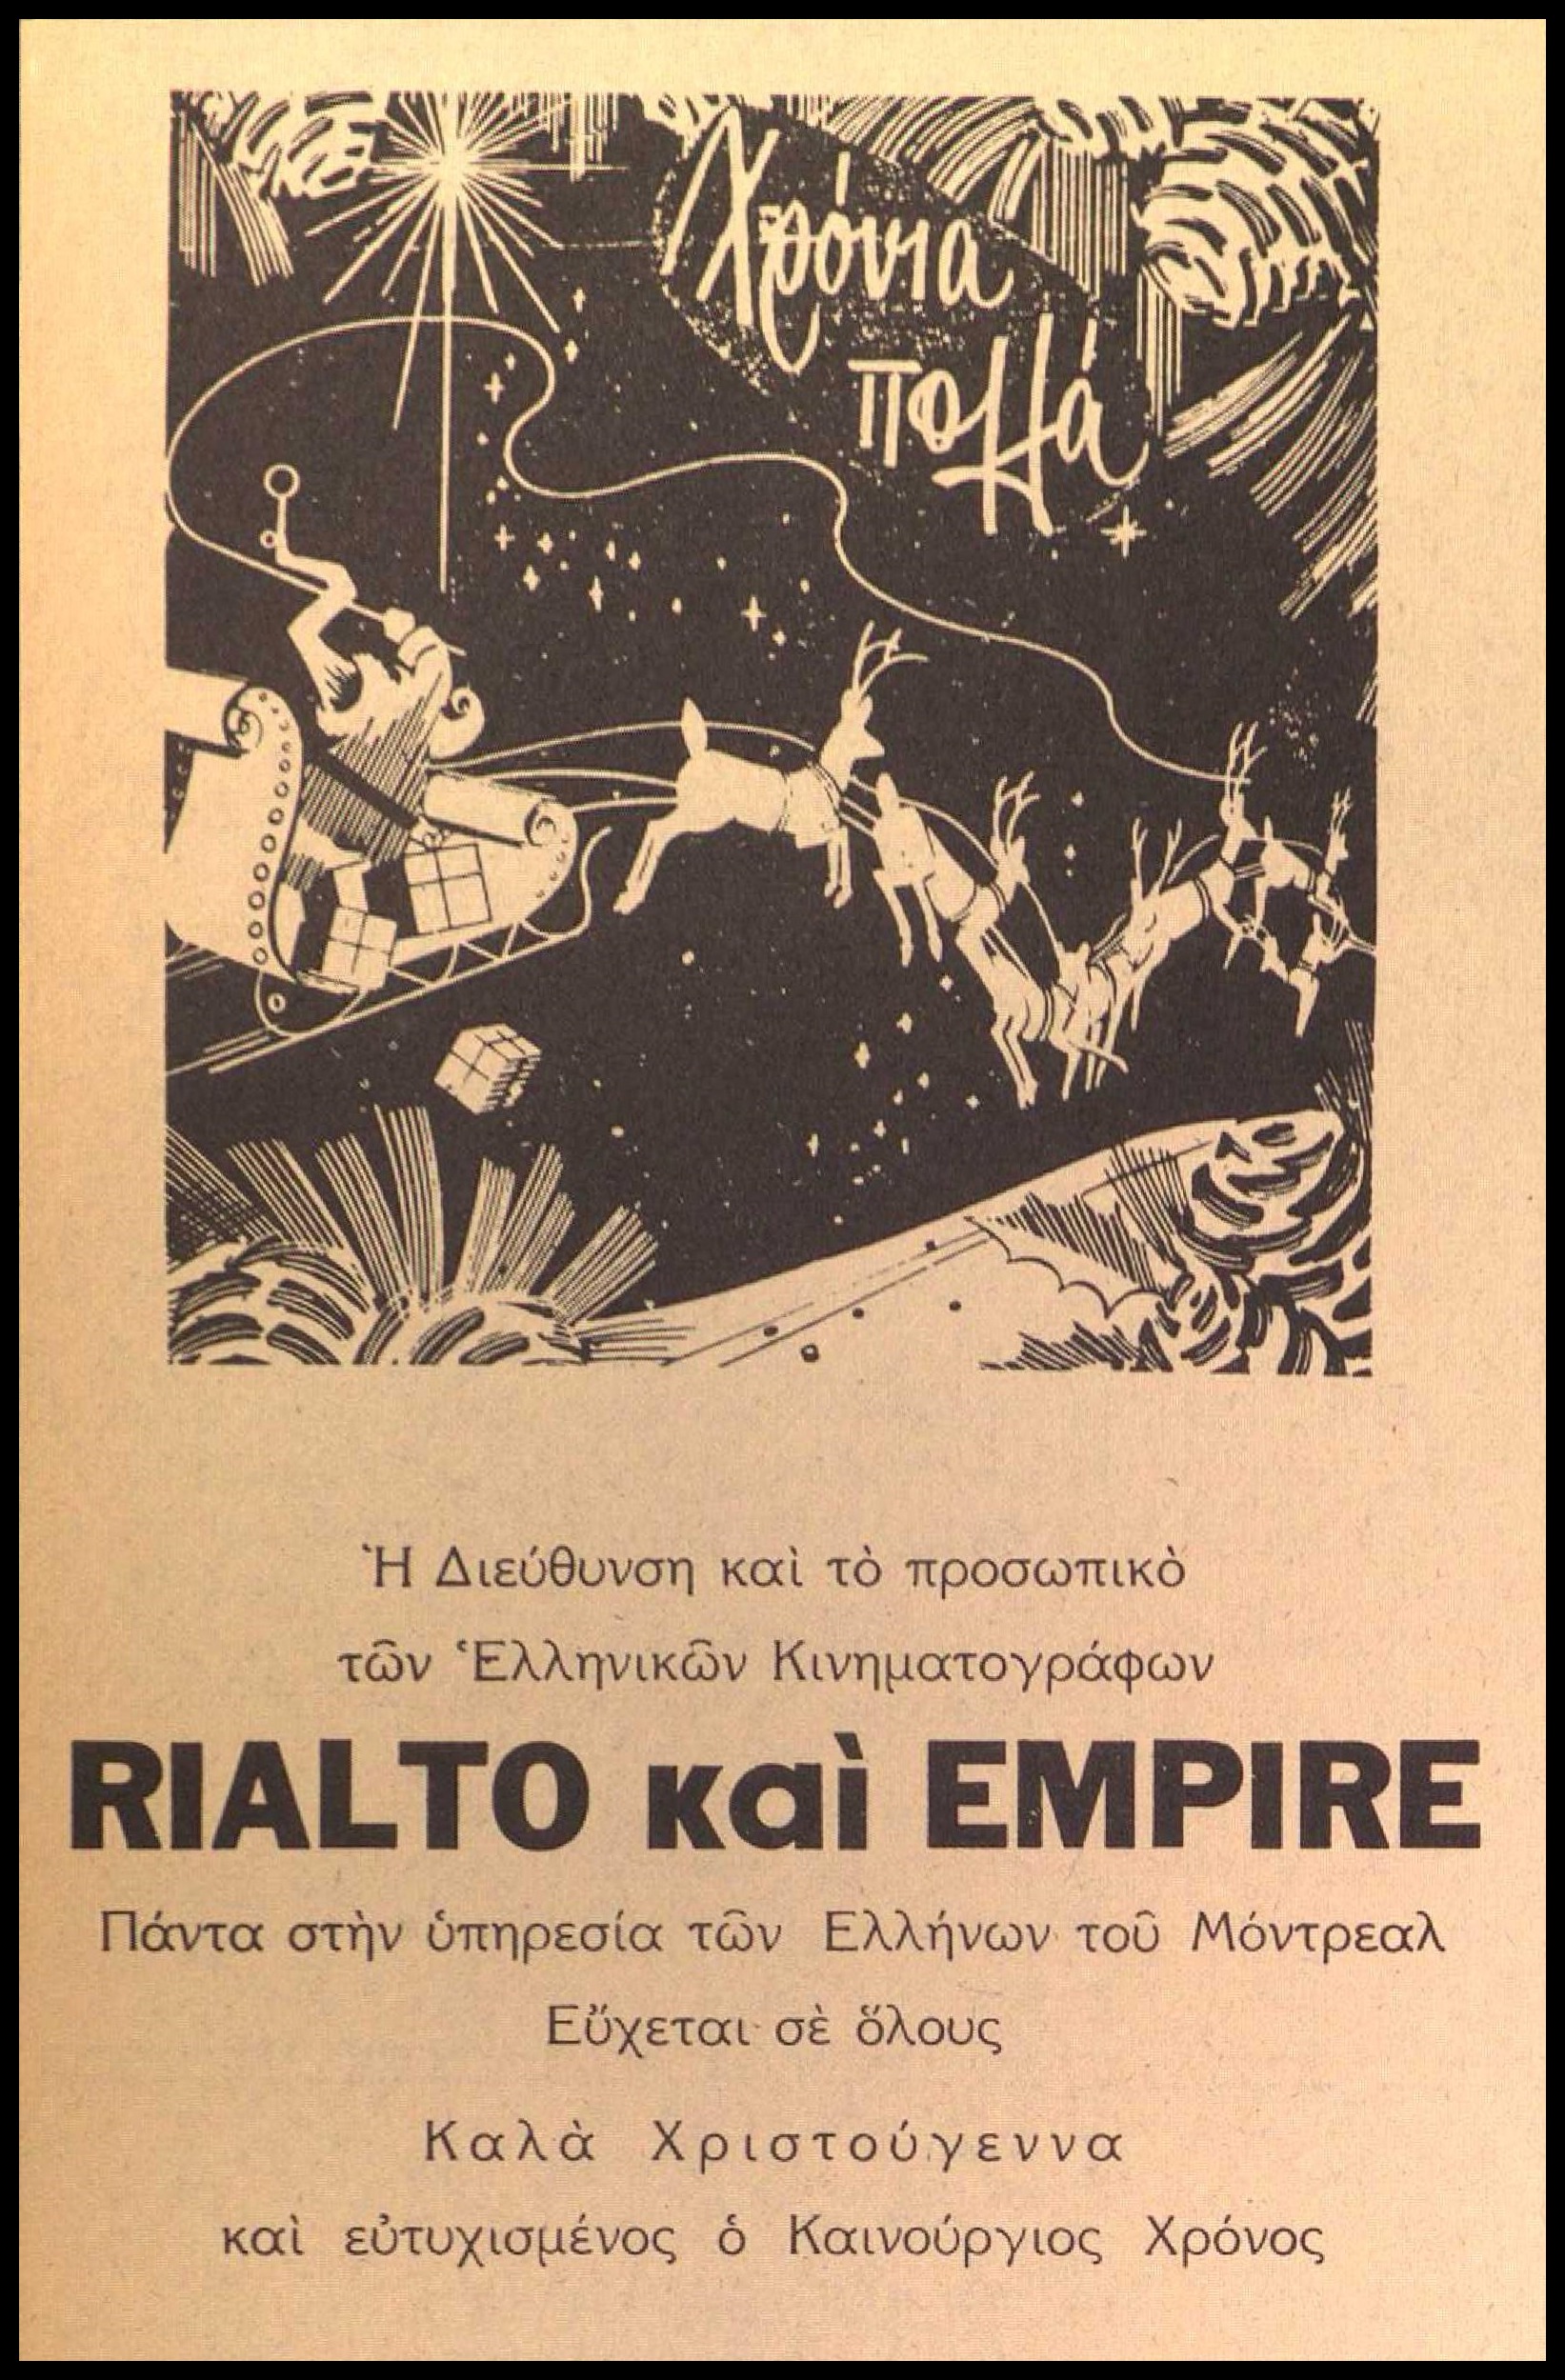 Χρόνια
πολλά
Ἡ Διεύθυνση καὶ τὸ προσωπικὸ
τῶν Ἑλληνικῶν Κινηματογράφων
RIALTO καὶ EMPIRE
Πάντα στὴν ὑπηρεσία τῶν Ελλήνων τοῦ Μόντρεαλ
Εὔχεται σὲ ὅλους
Καλὰ Χριστούγεννα
καὶ εὐτυχισμένος ὁ Καινούργιος Χρόνος